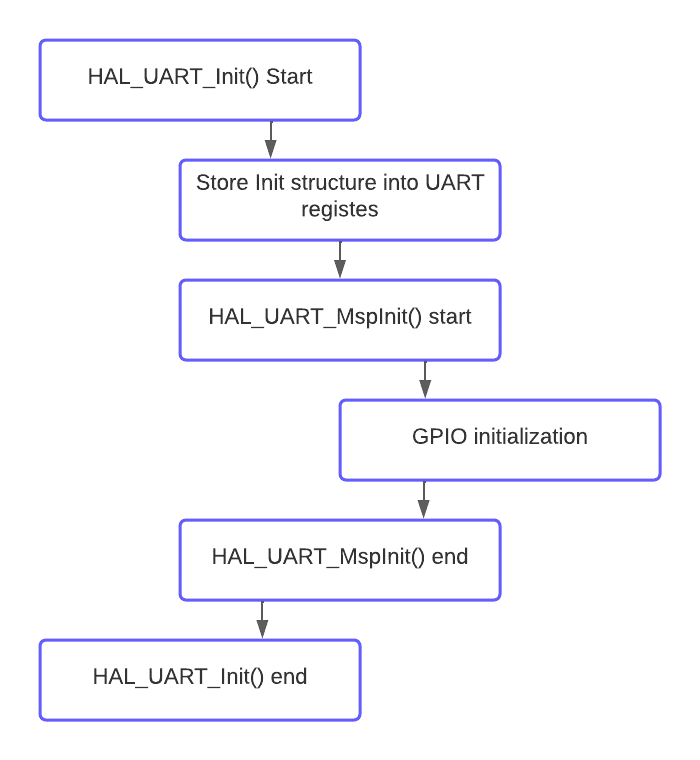 HAL_UART_Init() Start
Store Init structure into UART
registes
HAL_UART_MspInit() start
GPIO initialization
HAL_UART_MspInit() end
HAL_UART_Init() end